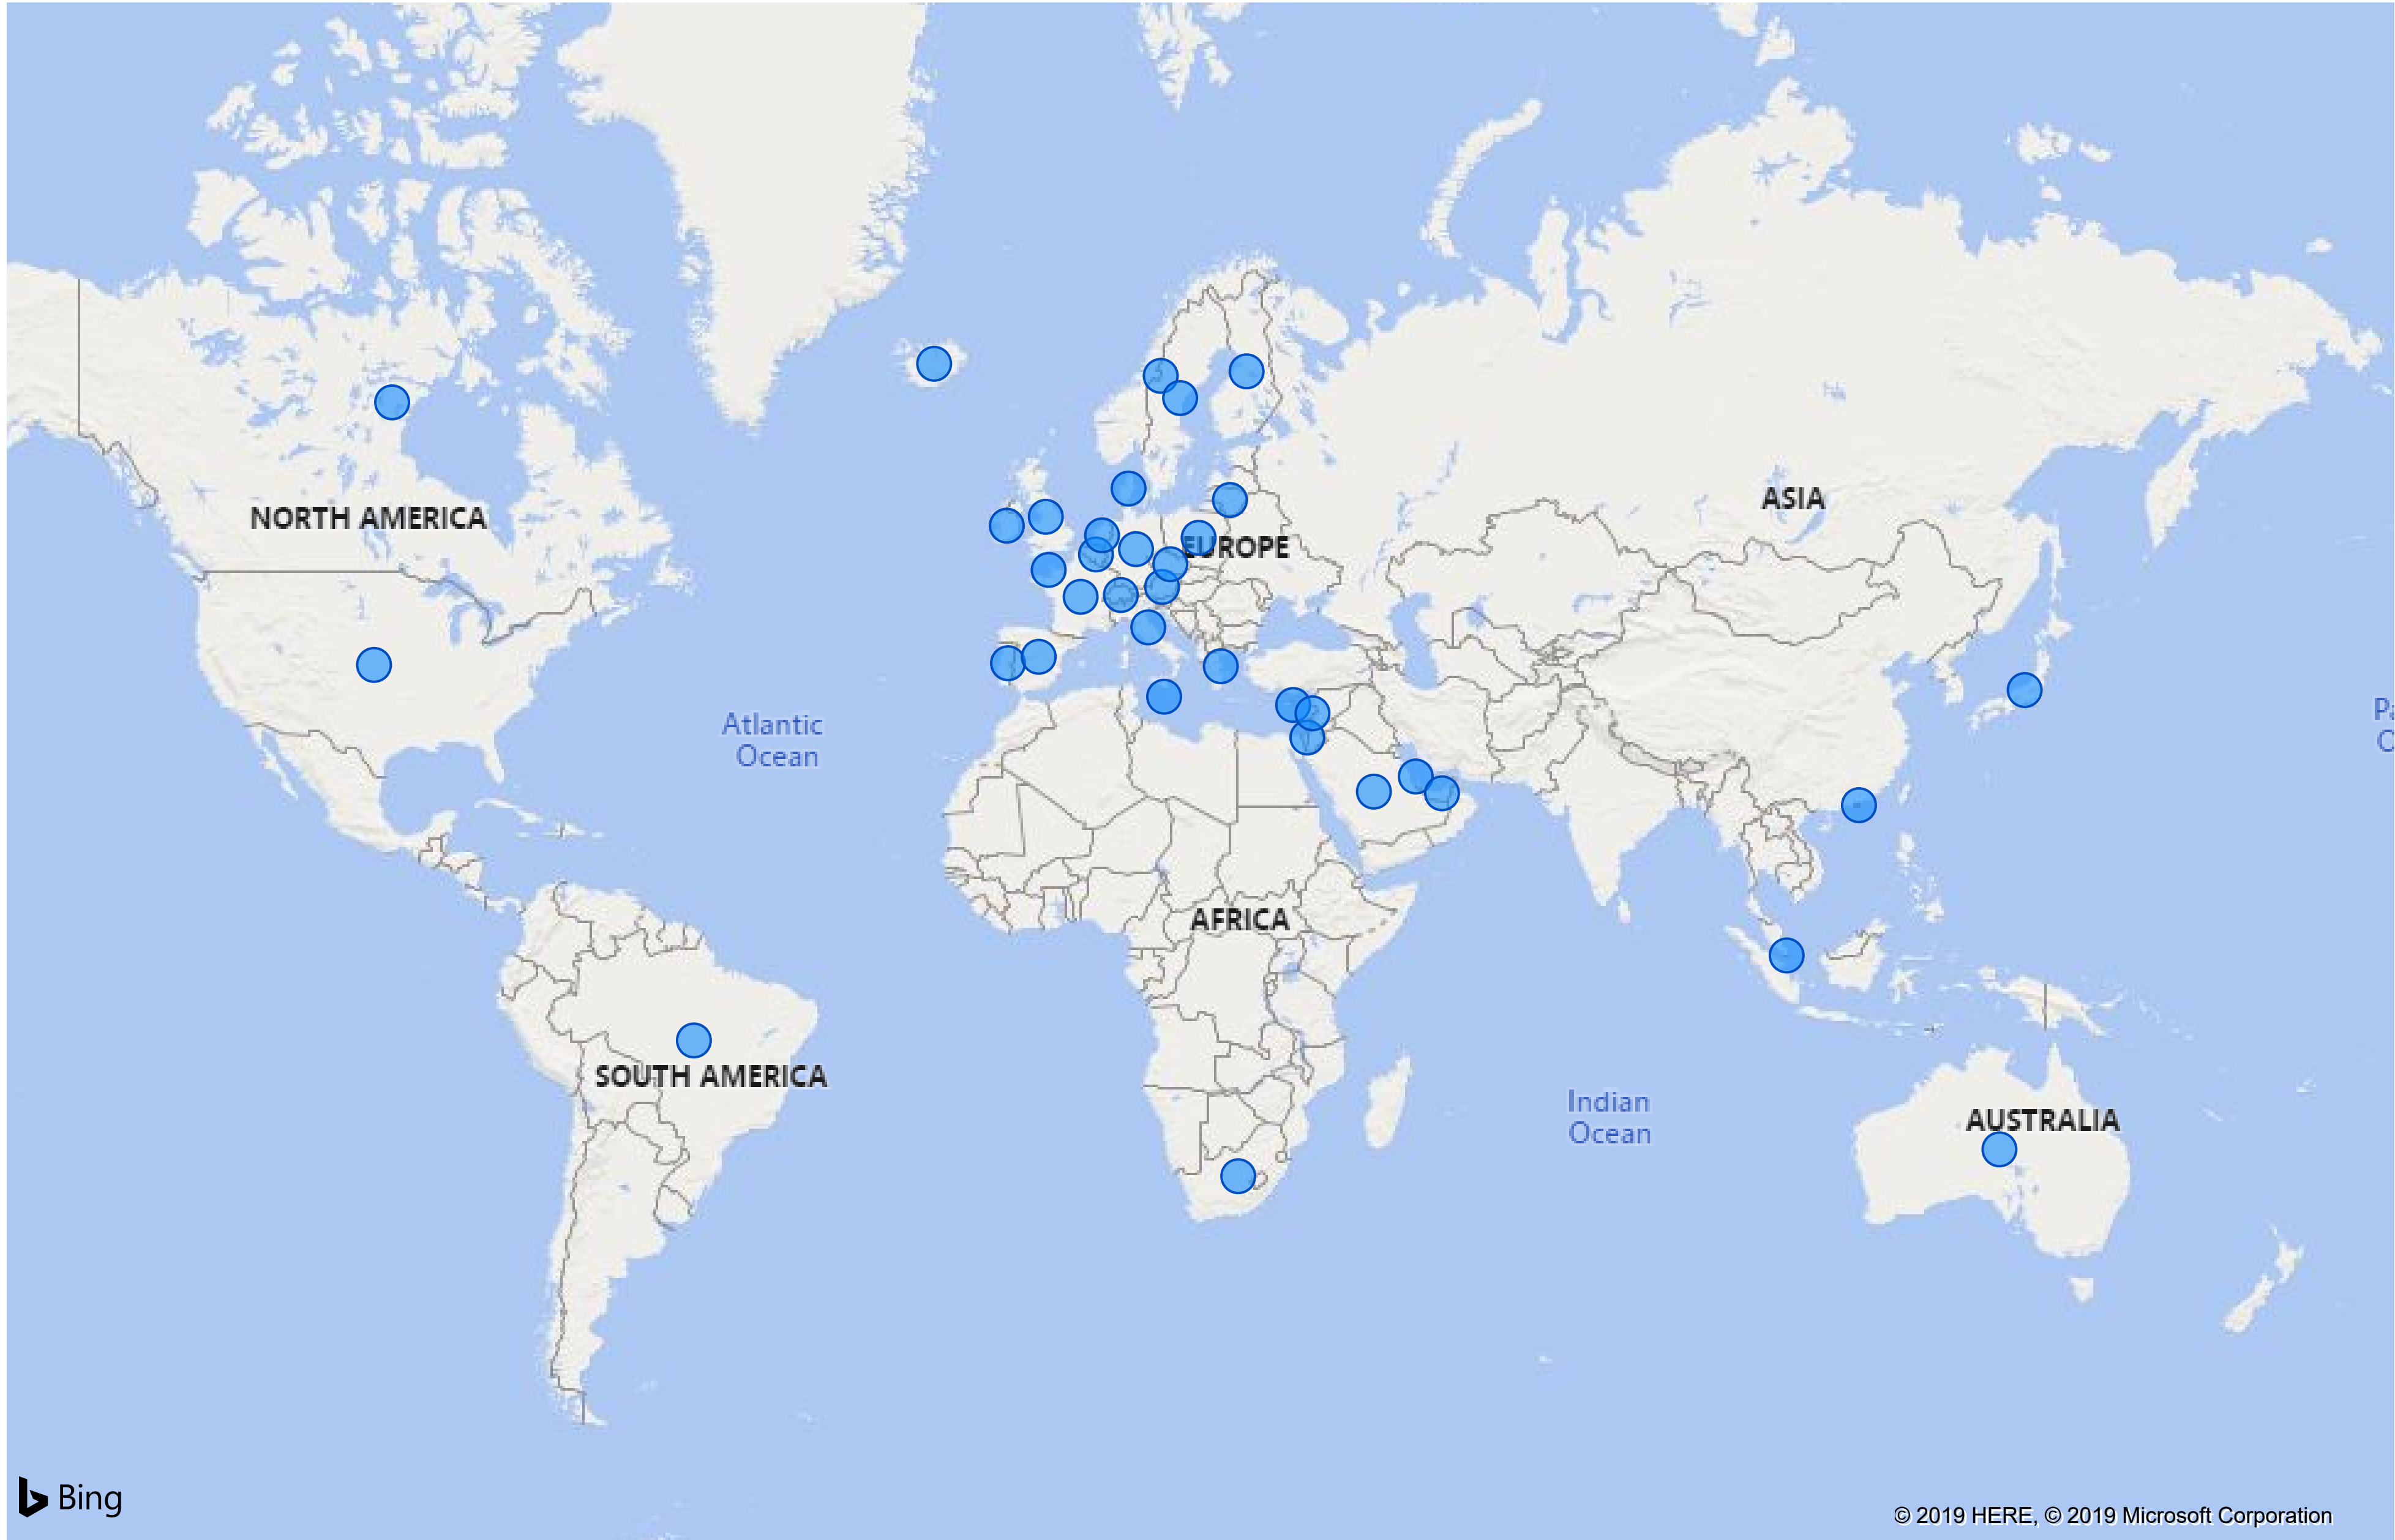 ASIA
NORTH AMERICA
EUROPE
Atlantic
Ocean
AFRICA
SOUTH AMERICA
Indian
Ocean
AUSTRALIA
Bing
© 2019 HERE, © 2019 Microsoft Corporation